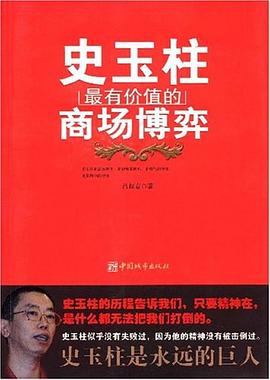 史玉柱
最有价值的
商场博弈
中国城市出版社
史玉柱的历程告诉我们，只要精神在，
是什么都无法把我们打倒的。
史玉柱似乎没有失败过，因为他的精神没有被击倒过。
史玉柱是永远的巨人